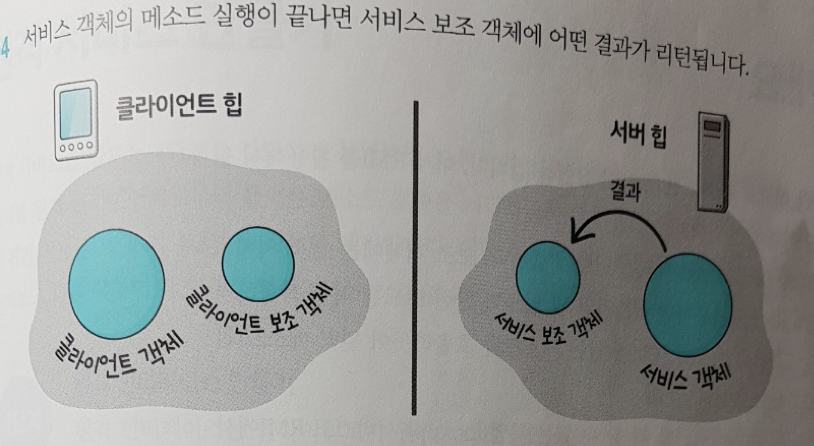 4 서비스 객체의 메소드 실행이 끝나면 서비스 보조 객체에 어떤 결과가 리턴됩니다.
클라이언트 힙
서버 힙
결과
클라이언트 객체
클라이언트 보조 객체
서비스 보조 객체
서비스 객체